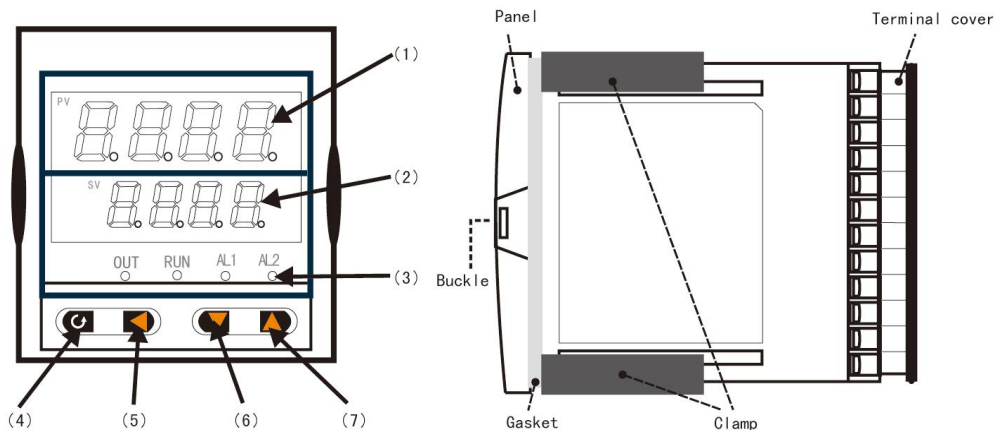 PV
(1)
SV
(2)
OUT RUN AL1 AL2
(3)
(4) (5) (6) (7)
Panel
Terminal cover
Buckle
Gasket
Clamp